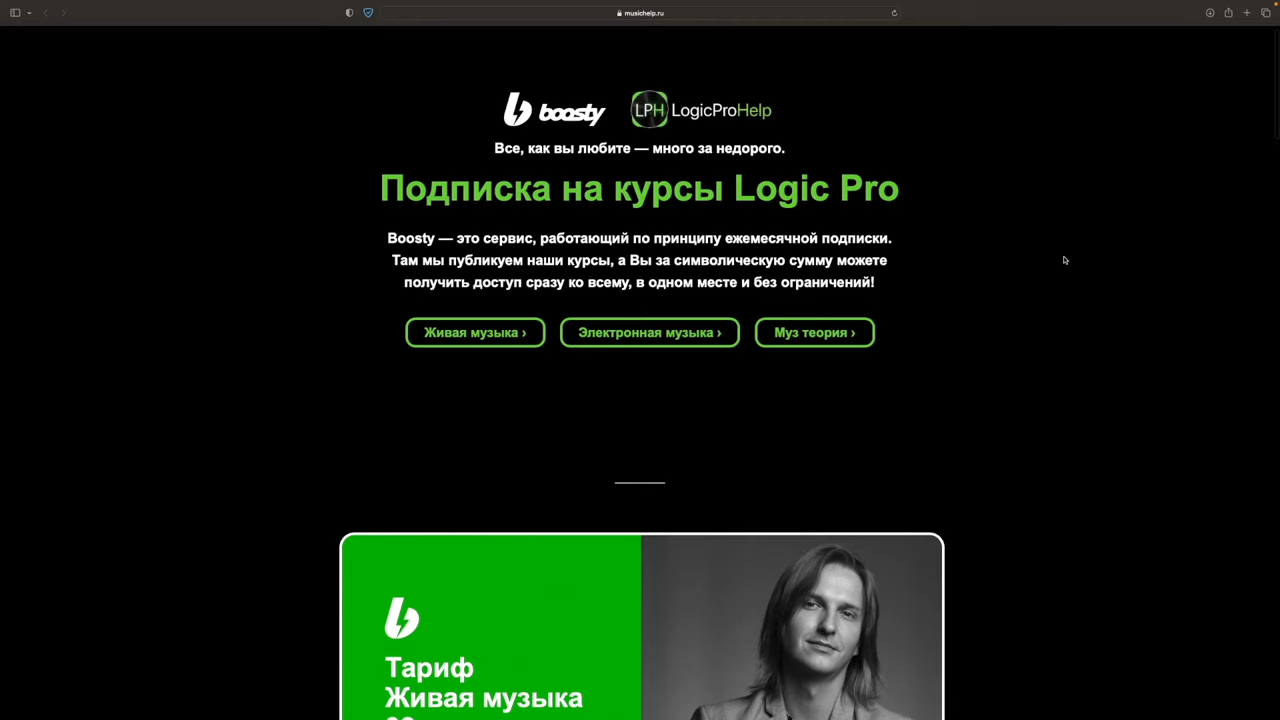 musichelp.ru
boosty
LPH LogicProHelp
Все, как вы любите — много за недорого.
Подписка на курсы Logic Pro
Boosty — это сервис, работающий по принципу ежемесячной подписки.
Там мы публикуем наши курсы, а Вы за символическую сумму можете
получить доступ сразу ко всему, в одном месте и без ограничений!
Живая музыка ›
Электронная музыка ›
Муз теория ›
Тариф
Живая музыка